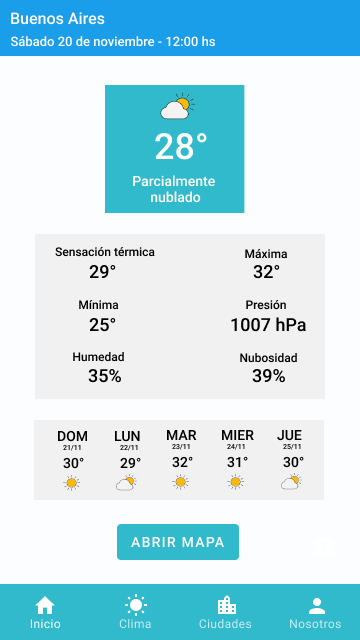 Buenos Aires
Sábado 20 de noviembre - 12:00 hs
28°
Parcialmente
nublado
Sensación térmica
29°
Máxima
32°
Mínima
25°
Presión
1007 hPa
Humedad
35%
Nubosidad
39%
DOM LUN MAR MIER JUE
21/11 22/11 23/11 24/11 25/11
30° 29° 32° 31° 30°
ABRIR MAPA
Inicio Clima Ciudades Nosotros